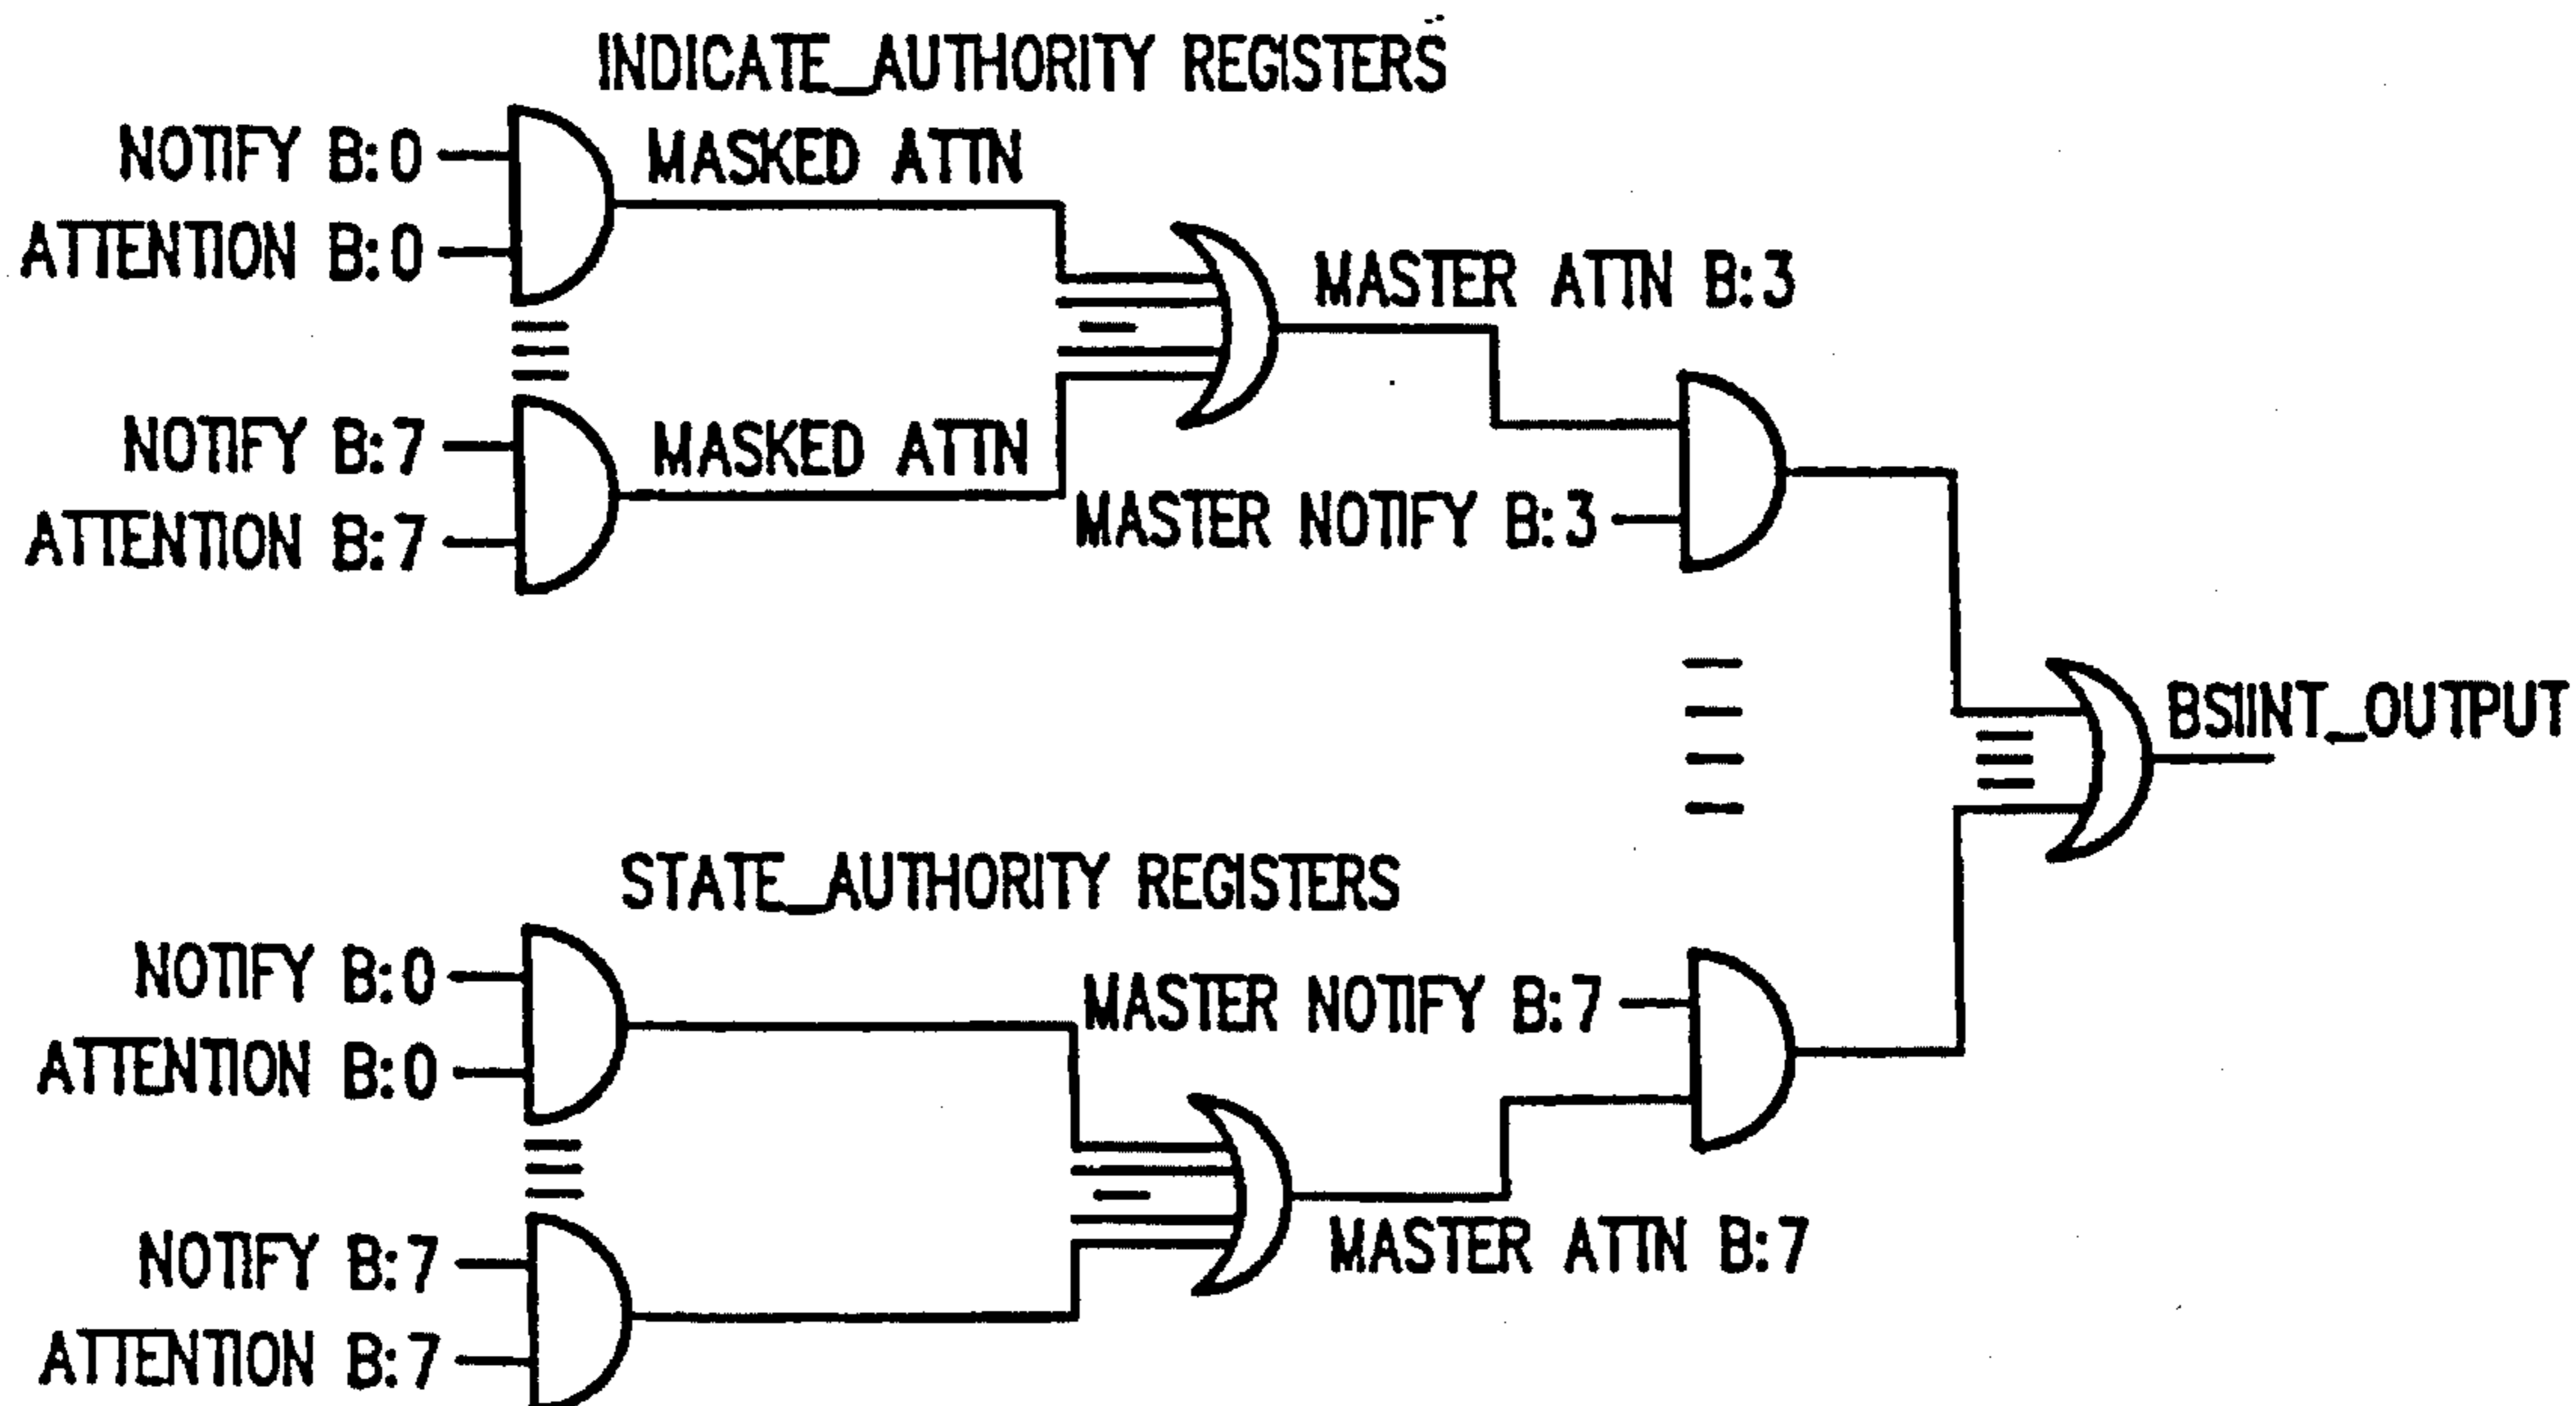 INDICATE_AUTHORITY REGISTERS
NOTIFY B:0
MASKED ATTN
ATTENTION B:0
MASTER ATTN B:3
NOTIFY B:7
MASKED ATTN
MASTER NOTIFY B:3
ATTENTION B:7
BSIINT_OUTPUT
STATE_AUTHORITY REGISTERS
NOTIFY B:0
MASTER NOTIFY B:7
ATTENTION B:0
NOTIFY B:7
MASTER ATTN B:7
ATTENTION B:7